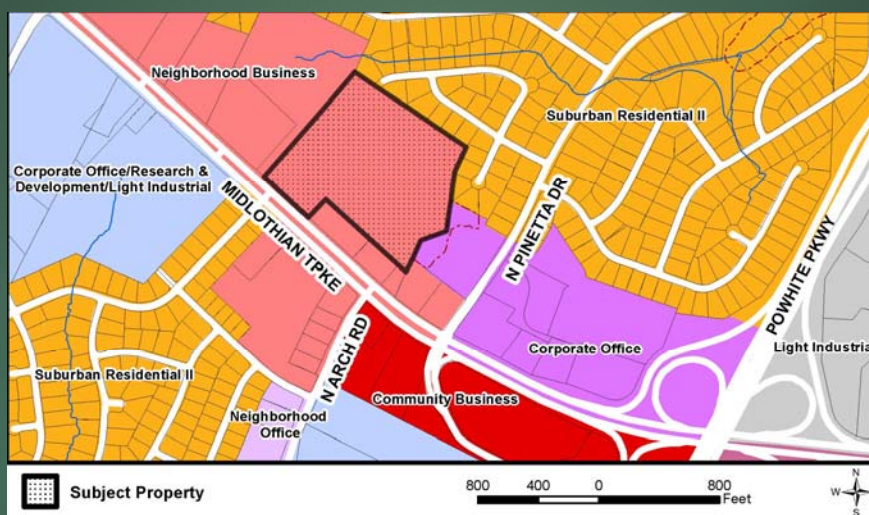 Neighborhood Business
Suburban Residential II
Corporate Office/Research &
Development/Light Industrial
MIDLOTHIAN TPKE
N PINETTA DR
POWHITE PKWY
N ARCH RD
Corporate Office
Light Industrial
Suburban Residential II
Community Business
Neighborhood
Office
Subject Property
800 400 0 800
Feet
N
W E
S